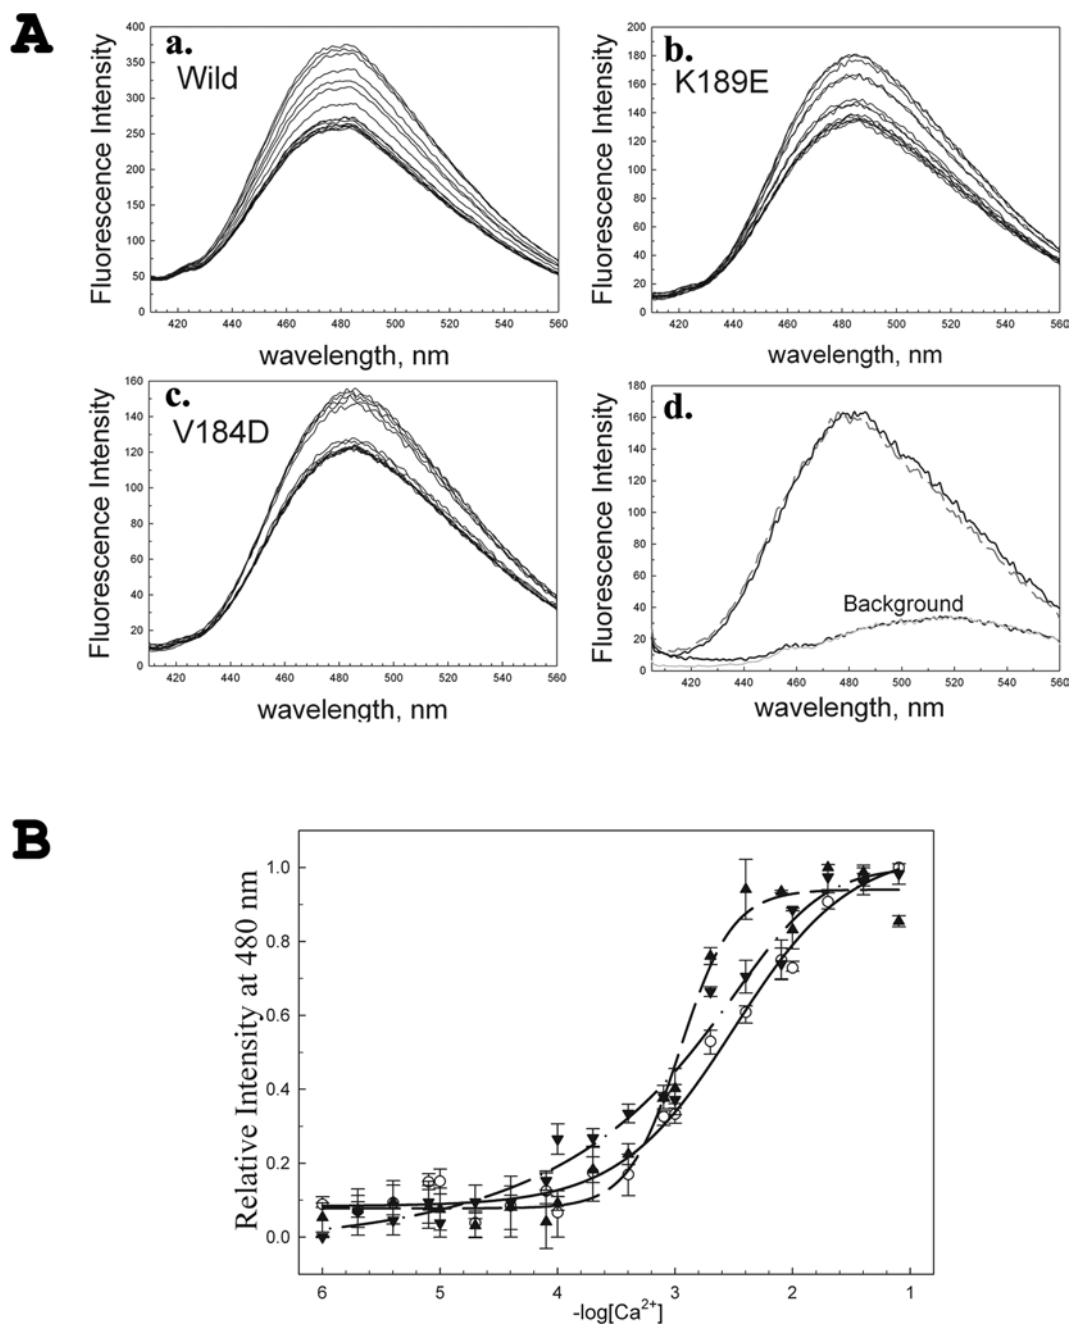 A
a.
Wild
Fluorescence Intensity
400
350
300
250
200
150
100
50
0
420 440 460 480 500 520 540 560
wavelength, nm
b.
K189E
Fluorescence Intensity
200
180
160
140
120
100
80
60
40
20
0
420 440 460 480 500 520 540 560
wavelength, nm
c.
V184D
Fluorescence Intensity
160
140
120
100
80
60
40
20
0
420 440 460 480 500 520 540 560
wavelength, nm
d.
Fluorescence Intensity
180
160
140
120
100
80
60
40
20
0
Background
420 440 460 480 500 520 540 560
wavelength, nm
B
Relative Intensity at 480 nm
1.0
0.8
0.6
0.4
0.2
0.0
6 5 4 3 2 1
-log[Ca²⁺]